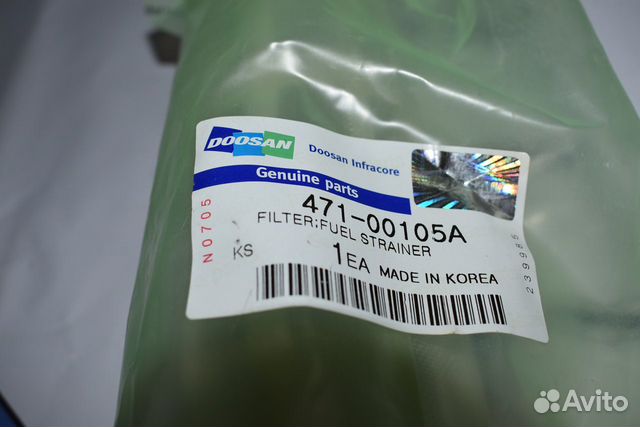 DOOSAN
Doosan Infracore
Genuine parts
471-00105A
FILTER;FUEL STRAINER
1EA MADE IN KOREA
KS
N0705
239985
Avito